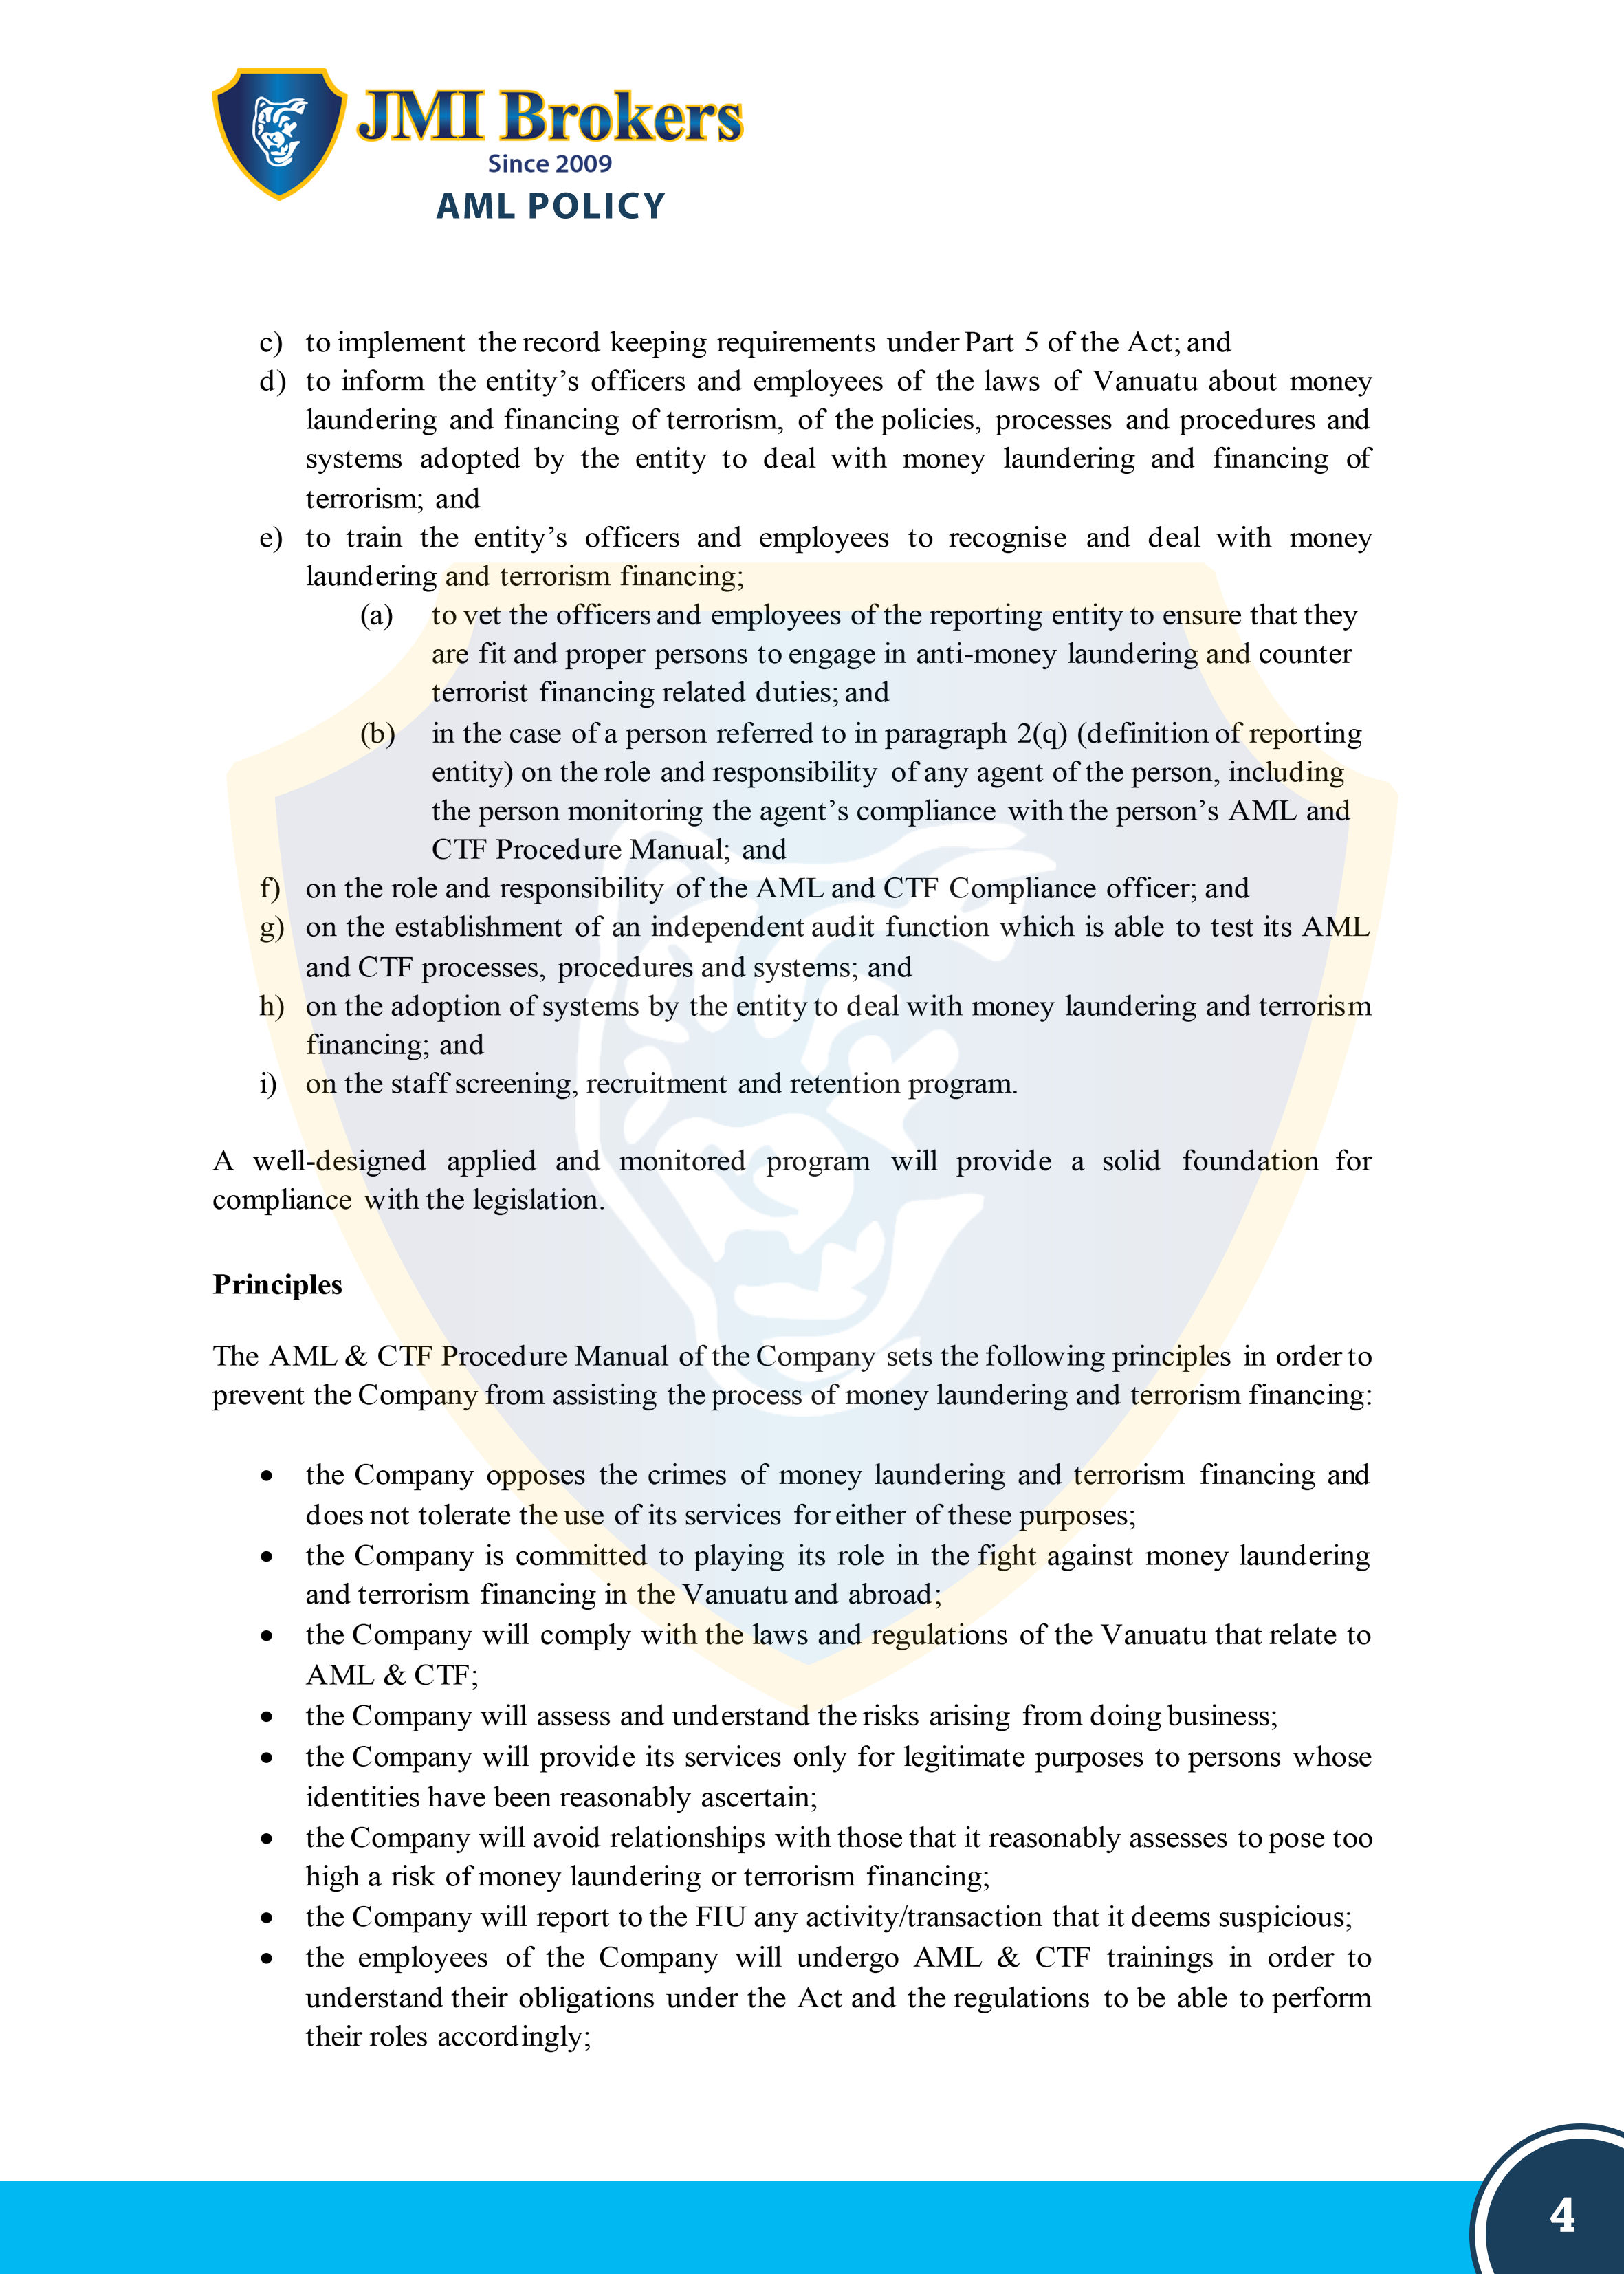 JMI Brokers
Since 2009
AML POLICY
c) to implement the record keeping requirements under Part 5 of the Act; and
d) to inform the entity’s officers and employees of the laws of Vanuatu about money
laundering and financing of terrorism, of the policies, processes and procedures and
systems adopted by the entity to deal with money laundering and financing of
terrorism; and
e) to train the entity’s officers and employees to recognise and deal with money
laundering and terrorism financing;
(a) to vet the officers and employees of the reporting entity to ensure that they
are fit and proper persons to engage in anti-money laundering and counter
terrorist financing related duties; and
(b) in the case of a person referred to in paragraph 2(q) (definition of reporting
entity) on the role and responsibility of any agent of the person, including
the person monitoring the agent’s compliance with the person’s AML and
CTF Procedure Manual; and
f) on the role and responsibility of the AML and CTF Compliance officer; and
g) on the establishment of an independent audit function which is able to test its AML
and CTF processes, procedures and systems; and
h) on the adoption of systems by the entity to deal with money laundering and terrorism
financing; and
i) on the staff screening, recruitment and retention program.
A well-designed applied and monitored program will provide a solid foundation for
compliance with the legislation.
Principles
The AML & CTF Procedure Manual of the Company sets the following principles in order to
prevent the Company from assisting the process of money laundering and terrorism financing:
• the Company opposes the crimes of money laundering and terrorism financing and
does not tolerate the use of its services for either of these purposes;
• the Company is committed to playing its role in the fight against money laundering
and terrorism financing in the Vanuatu and abroad;
• the Company will comply with the laws and regulations of the Vanuatu that relate to
AML & CTF;
• the Company will assess and understand the risks arising from doing business;
• the Company will provide its services only for legitimate purposes to persons whose
identities have been reasonably ascertain;
• the Company will avoid relationships with those that it reasonably assesses to pose too
high a risk of money laundering or terrorism financing;
• the Company will report to the FIU any activity/transaction that it deems suspicious;
• the employees of the Company will undergo AML & CTF trainings in order to
understand their obligations under the Act and the regulations to be able to perform
their roles accordingly;
4